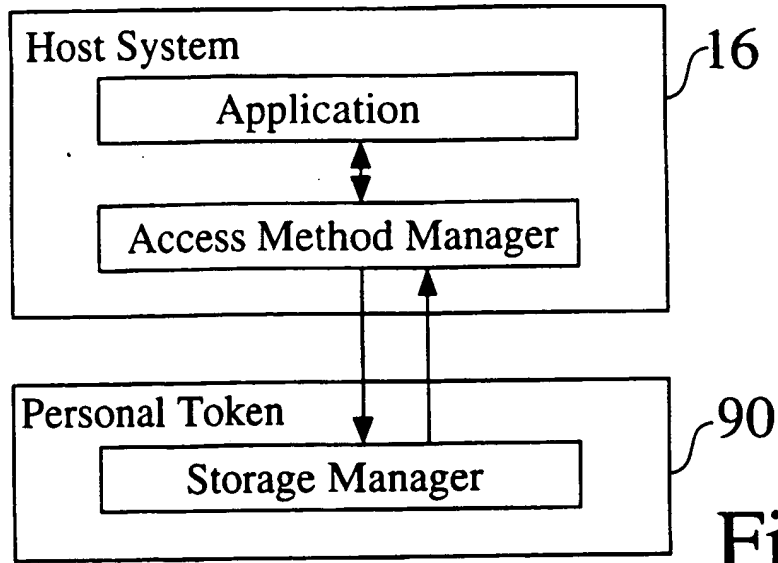 Host System
16
Application
Access Method Manager
Personal Token
90
Storage Manager